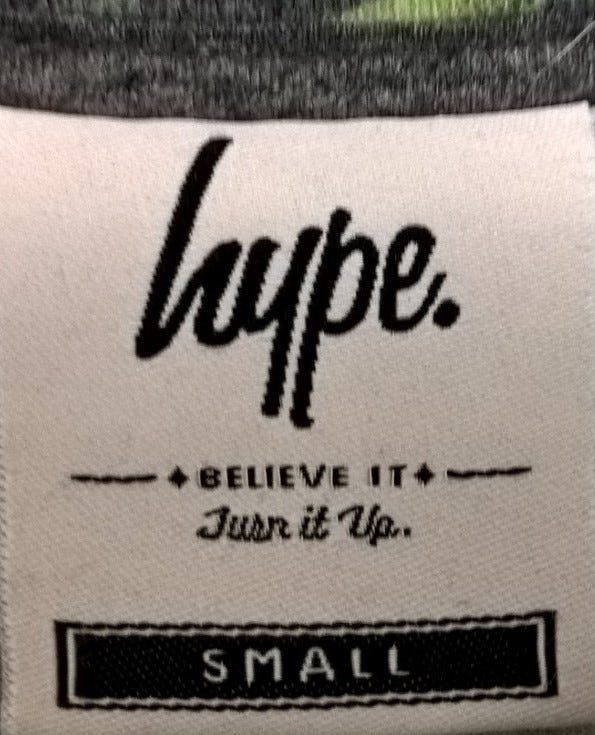 hype.
BELIEVE IT
Turn it Up.
SMALL